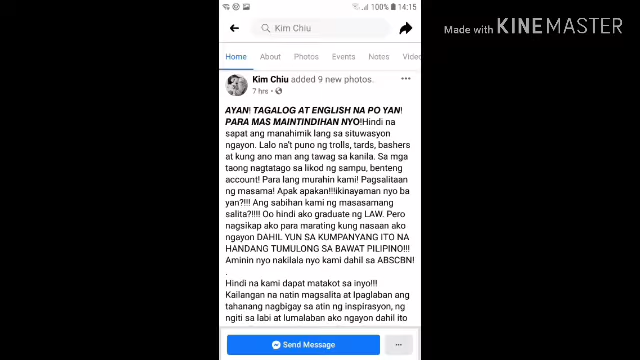 100% 14:15
Kim Chiu
Made with KINEMASTER
Home About Photos Events Notes Video
Kim Chiu added 9 new photos.
7 hrs
AYAN! TAGALOG AT ENGLISH NA PO YAN!
PARA MAS MAINTINDIHAN NYO!Hindi na
sapat ang manahimik lang sa situwasyon
ngayon. Lalo na't puno ng trolls, tards, bashers
at kung ano man ang tawag sa kanila. Sa mga
taong nagtatago sa likod ng sampu, benteng
account! Para lang murahin kami! Pagsalitaan
ng masama! Apak apakan!!!ikinayaman nyo ba
yan?!!! Ang sabihan kami ng masasamang
salita?!!!! Oo hindi ako graduate ng LAW. Pero
nagsikap ako para marating kung nasaan ako
ngayon DAHIL YUN SA KUMPANYANG ITO NA
HANDANG TUMULONG SA BAWAT PILIPINO!!!
Aminin nyo nakilala nyo kami dahil sa ABSCBN!
.
Hindi na kami dapat matakot sa inyo!!!
Kailangan na natin magsalita at Ipaglaban ang
tahanang nagbigay sa atin ng inspirasyon, ng
ngiti sa labi at lumalaban ako ngayon dahil ito
Send Message